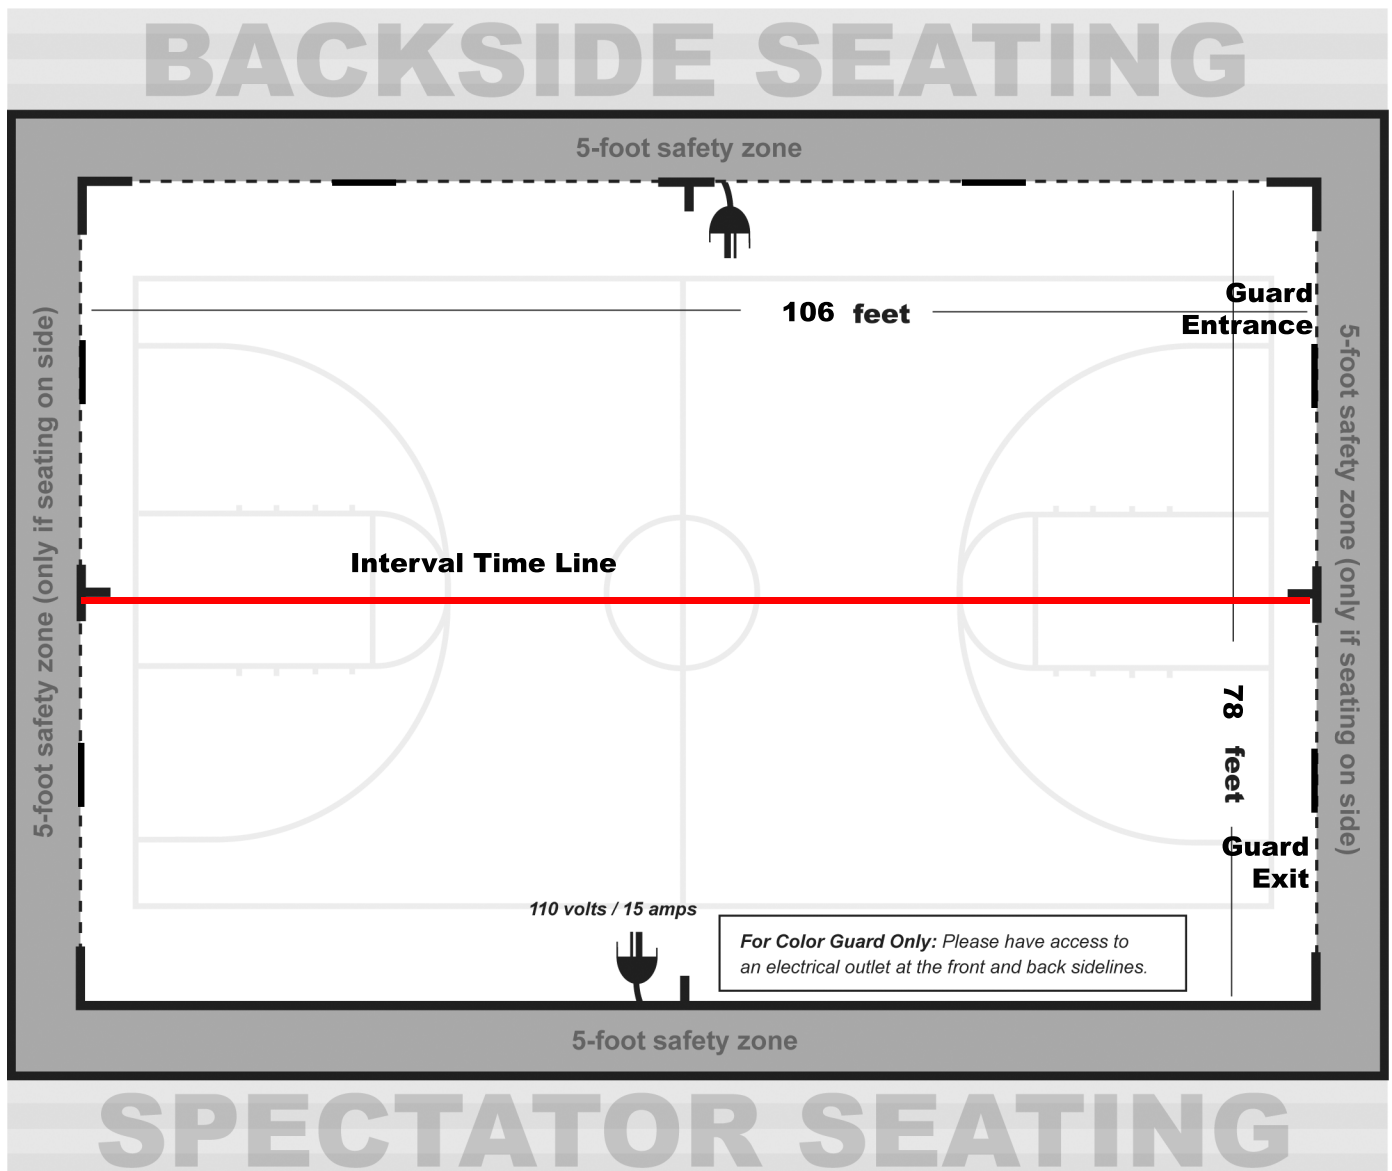 BACKSIDE SEATING
5-foot safety zone
106 feet
Guard
Entrance
5-foot safety zone (only if seating on side)
5-foot safety zone (only if seating on side)
Interval Time Line
78 feet
Guard
Exit
110 volts / 15 amps
For Color Guard Only: Please have access to
an electrical outlet at the front and back sidelines.
5-foot safety zone
SPECTATOR SEATING